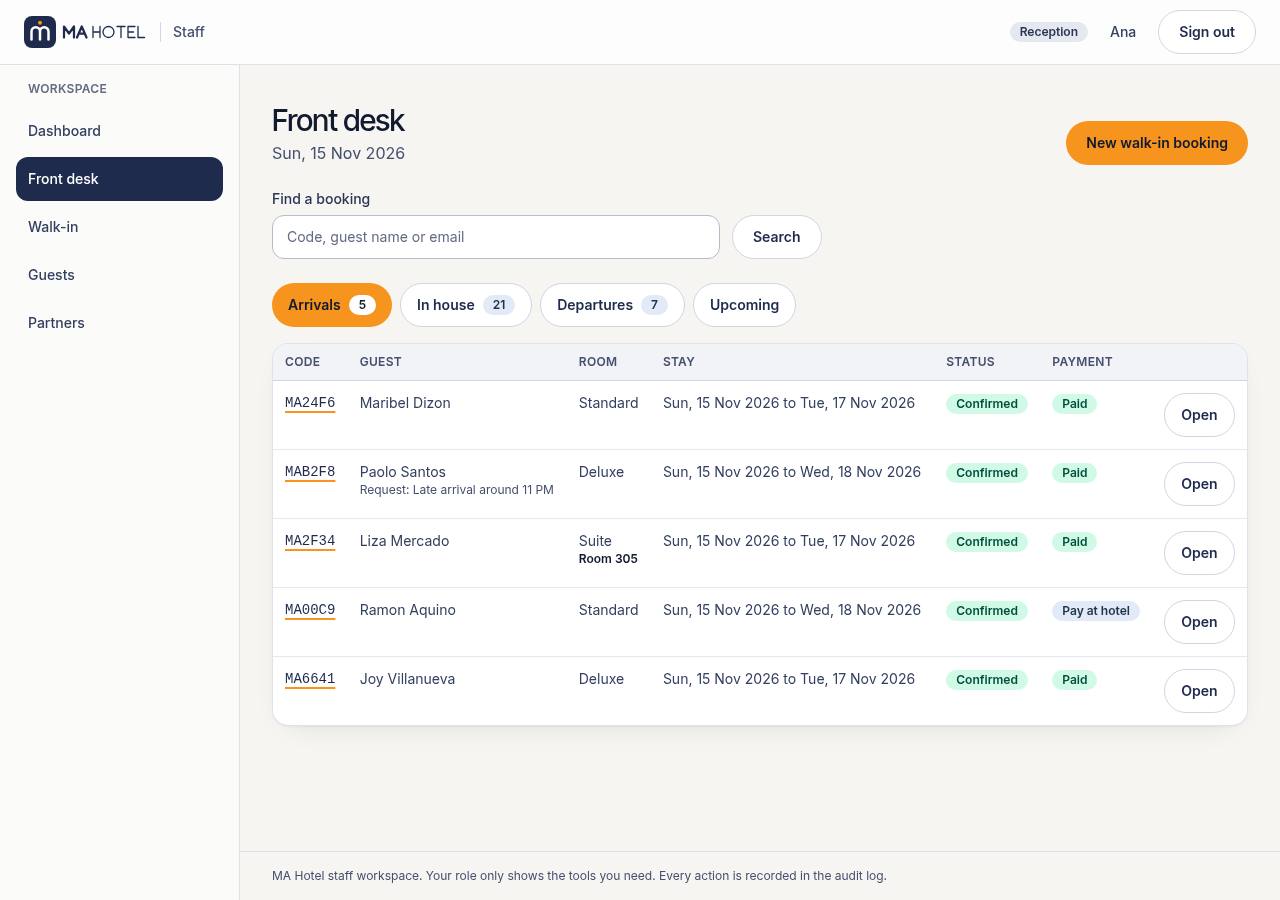 MA HOTEL Staff Reception Ana Sign out
WORKSPACE
Dashboard
Front desk
Walk-in
Guests
Partners
Front desk
Sun, 15 Nov 2026
New walk-in booking
Find a booking
Code, guest name or email Search
Arrivals 5 In house 21 Departures 7 Upcoming
CODE GUEST ROOM STAY STATUS PAYMENT
MA24F6 Maribel Dizon Standard Sun, 15 Nov 2026 to Tue, 17 Nov 2026 Confirmed Paid Open
MAB2F8 Paolo Santos Deluxe Sun, 15 Nov 2026 to Wed, 18 Nov 2026 Confirmed Paid Open
Request: Late arrival around 11 PM
MA2F34 Liza Mercado Suite Sun, 15 Nov 2026 to Tue, 17 Nov 2026 Confirmed Paid Open
Room 305
MA00C9 Ramon Aquino Standard Sun, 15 Nov 2026 to Wed, 18 Nov 2026 Confirmed Pay at hotel Open
MA6641 Joy Villanueva Deluxe Sun, 15 Nov 2026 to Tue, 17 Nov 2026 Confirmed Paid Open
MA Hotel staff workspace. Your role only shows the tools you need. Every action is recorded in the audit log.